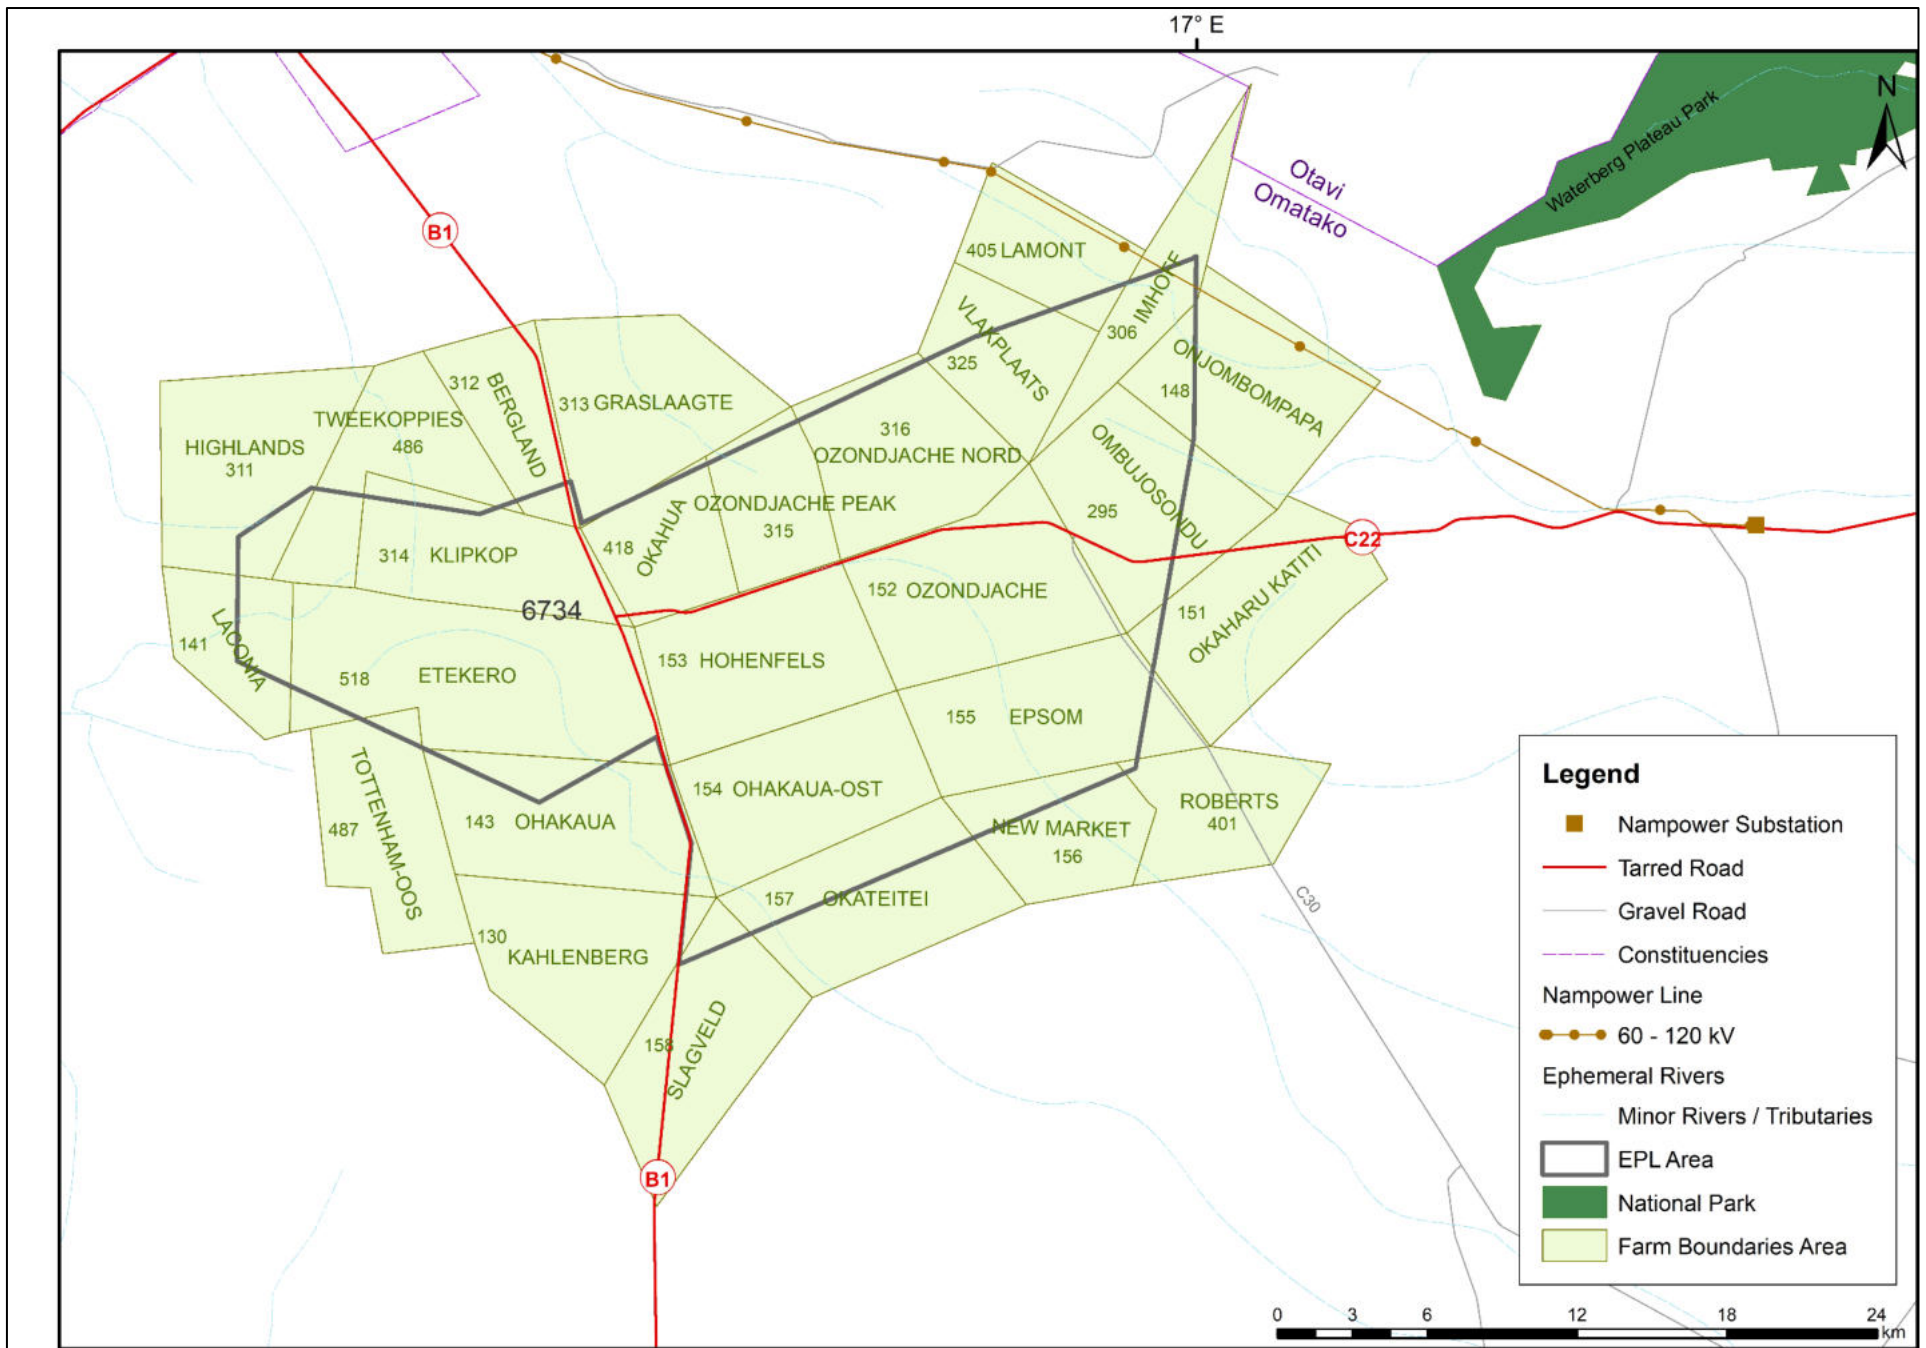 17° E
N
Waterberg Plateau Park
Otavi
Omatako
B1
405 LAMONT
IMHOFF
306
VLAKPLAATS
325
ONJOMBOMPAPA
148
312
BERGLAND
313 GRASLAAGTE
TWEEKOPPIES
486
HIGHLANDS
311
316
OZONDJACHE NORD
OMBUJOSONDU
295
OZONDJACHE PEAK
315
OKAHUA
418
314 KLIPKOP
C22
6734
152 OZONDJACHE
151
OKAHARU KATITI
LACONIA
141
153 HOHENFELS
518 ETEKERO
155 EPSOM
154 OHAKAUA-OST
TOTTENHAM-OOS
487
143 OHAKAUA
NEW MARKET
156
ROBERTS
401
157 OKATEITEI
C30
130
KAHLENBERG
158
SLAGVELD
B1
Legend
Nampower Substation
Tarred Road
Gravel Road
Constituencies
Nampower Line
60 - 120 kV
Ephemeral Rivers
Minor Rivers / Tributaries
EPL Area
National Park
Farm Boundaries Area
0 3 6 12 18 24
km